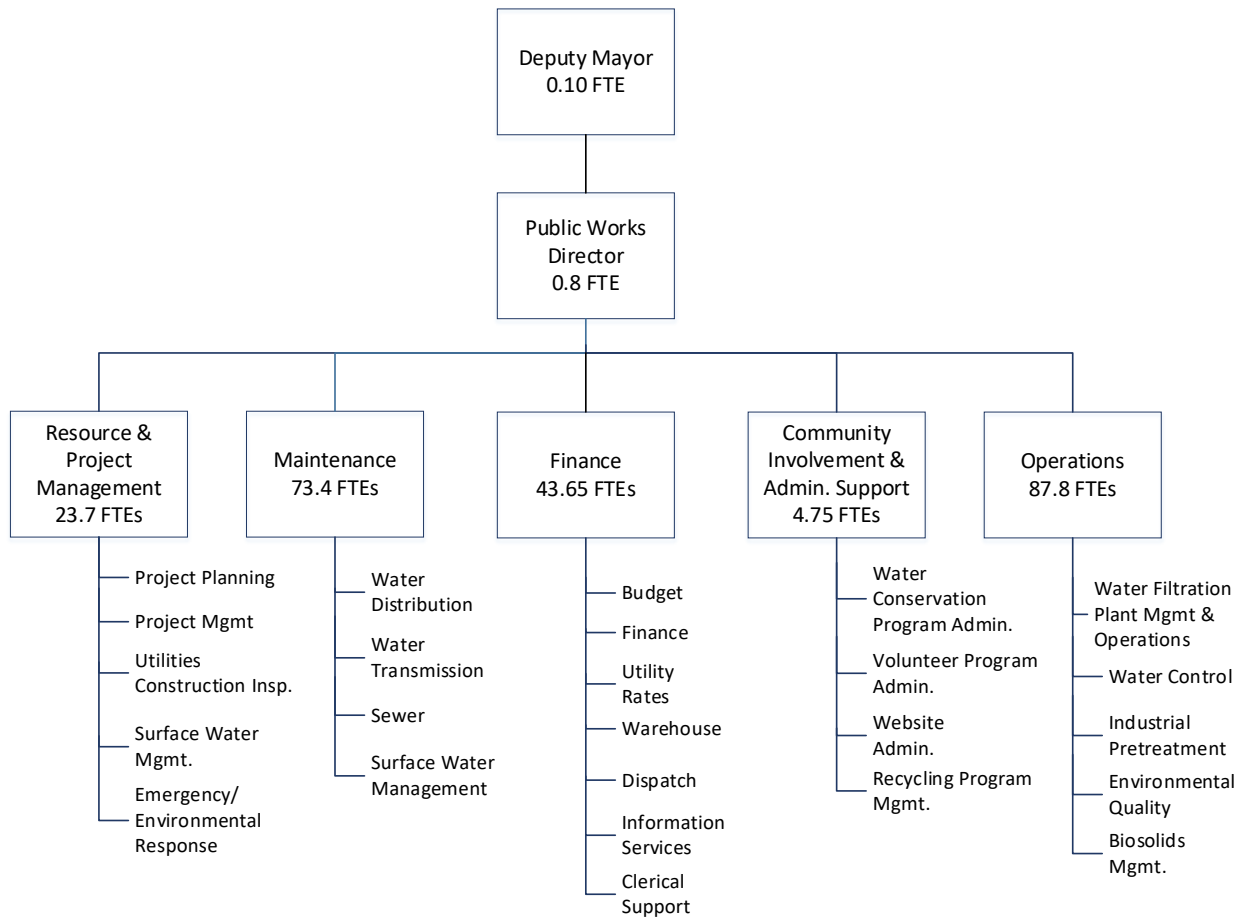 Deputy Mayor
0.10 FTE
Public Works
Director
0.8 FTE
Resource &
Project
Management
23.7 FTEs
Maintenance
73.4 FTEs
Finance
43.65 FTEs
Community
Involvement &
Admin. Support
4.75 FTEs
Operations
87.8 FTEs
Project Planning
Project Mgmt
Utilities
Construction Insp.
Surface Water
Mgmt.
Emergency/
Environmental
Response
Water
Distribution
Water
Transmission
Sewer
Surface Water
Management
Budget
Finance
Utility
Rates
Warehouse
Dispatch
Information
Services
Clerical
Support
Water
Conservation
Program Admin.
Volunteer Program
Admin.
Website
Admin.
Recycling Program
Mgmt.
Water Filtration
Plant Mgmt &
Operations
Water Control
Industrial
Pretreatment
Environmental
Quality
Biosolids
Mgmt.